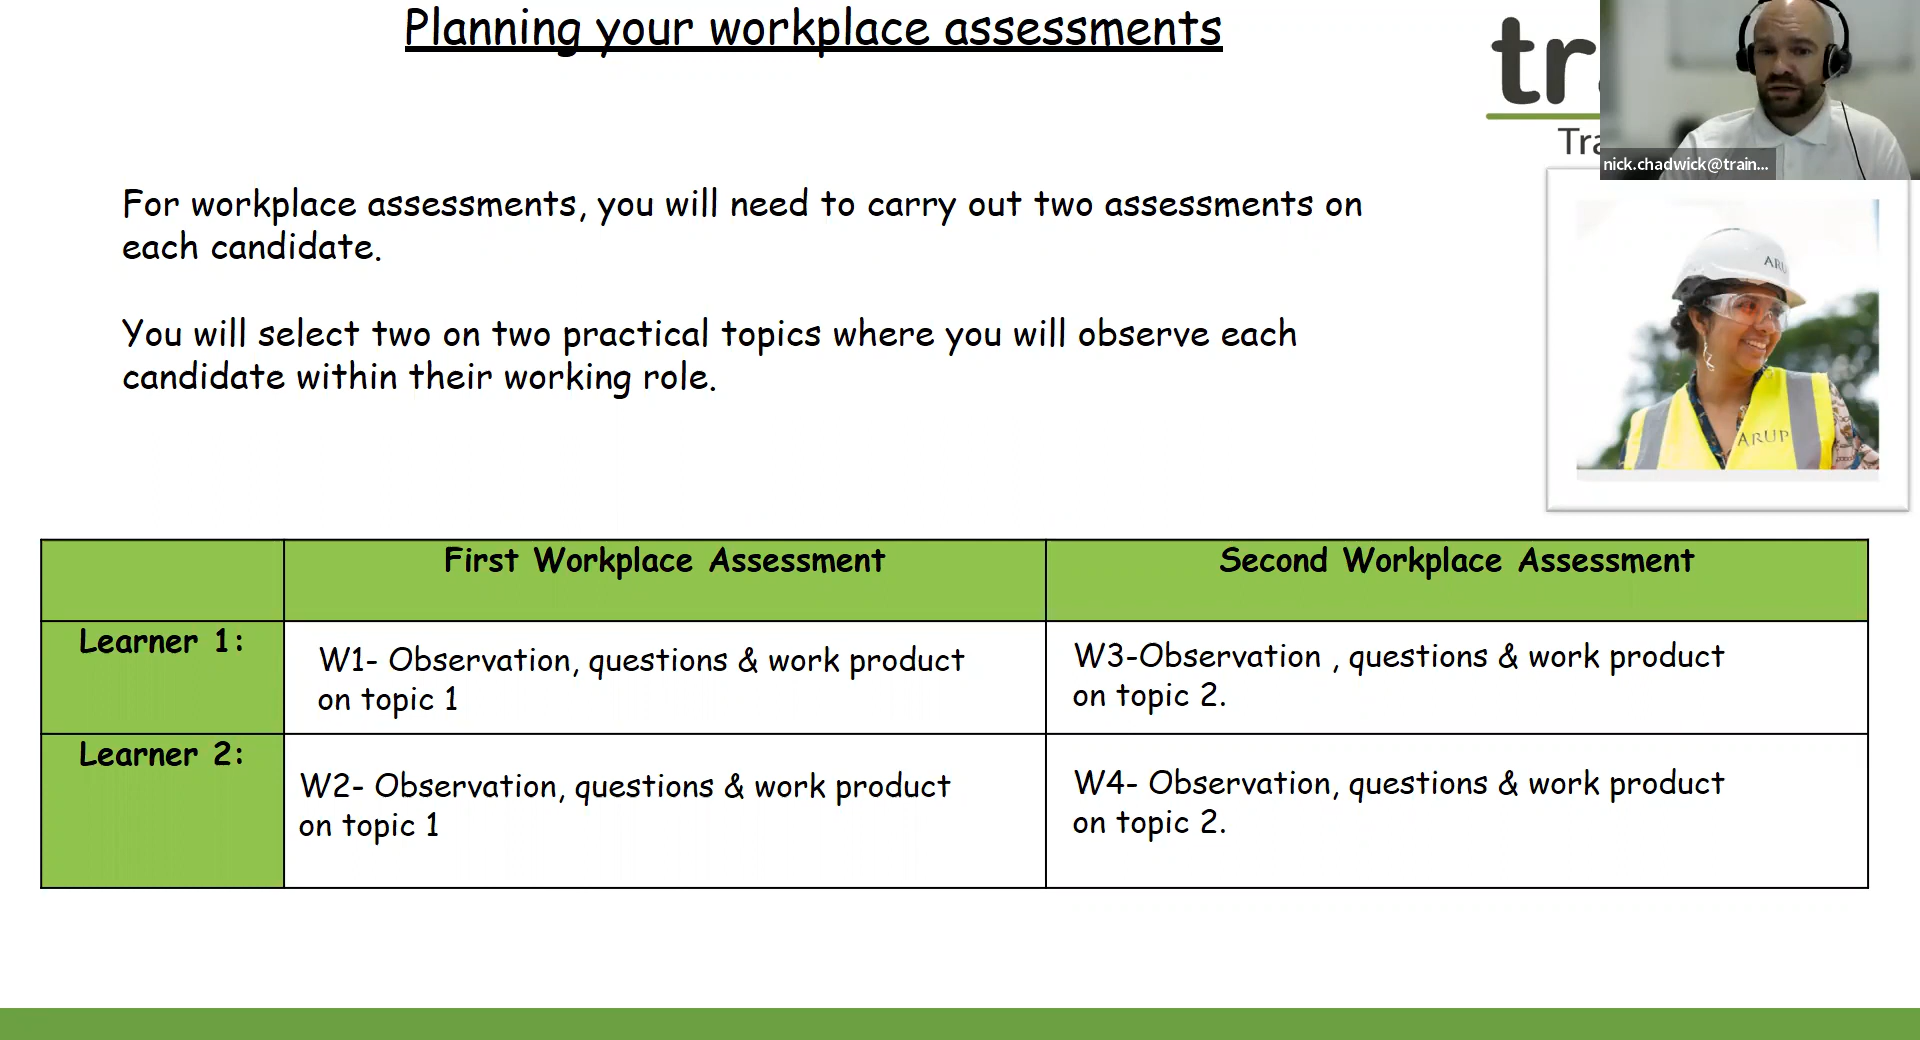 Planning your workplace assessments
nick.chadwick@train...
For workplace assessments, you will need to carry out two assessments on
each candidate.
You will select two on two practical topics where you will observe each
candidate within their working role.
ARUP
First Workplace Assessment
Second Workplace Assessment
Learner 1:
W1- Observation, questions & work product
on topic 1
W3-Observation , questions & work product
on topic 2.
Learner 2:
W2- Observation, questions & work product
on topic 1
W4- Observation, questions & work product
on topic 2.